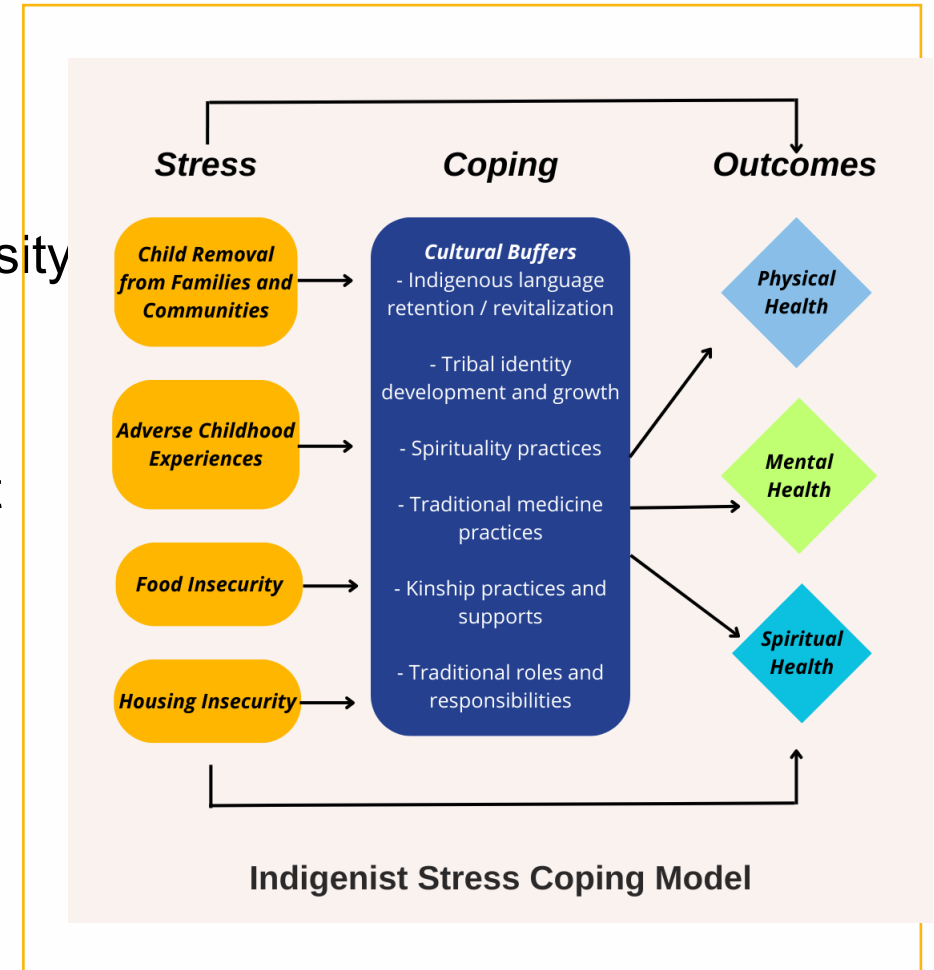 Stress
Coping
Outcomes
sity
Child Removal
from Families and
Communities
Adverse Childhood
Experiences
Food Insecurity
Housing Insecurity
Cultural Buffers
- Indigenous language
retention / revitalization
- Tribal identity
development and growth
- Spirituality practices
- Traditional medicine
practices
- Kinship practices and
supports
- Traditional roles and
responsibilities
Physical
Health
Mental
Health
Spiritual
Health
Indigenist Stress Coping Model